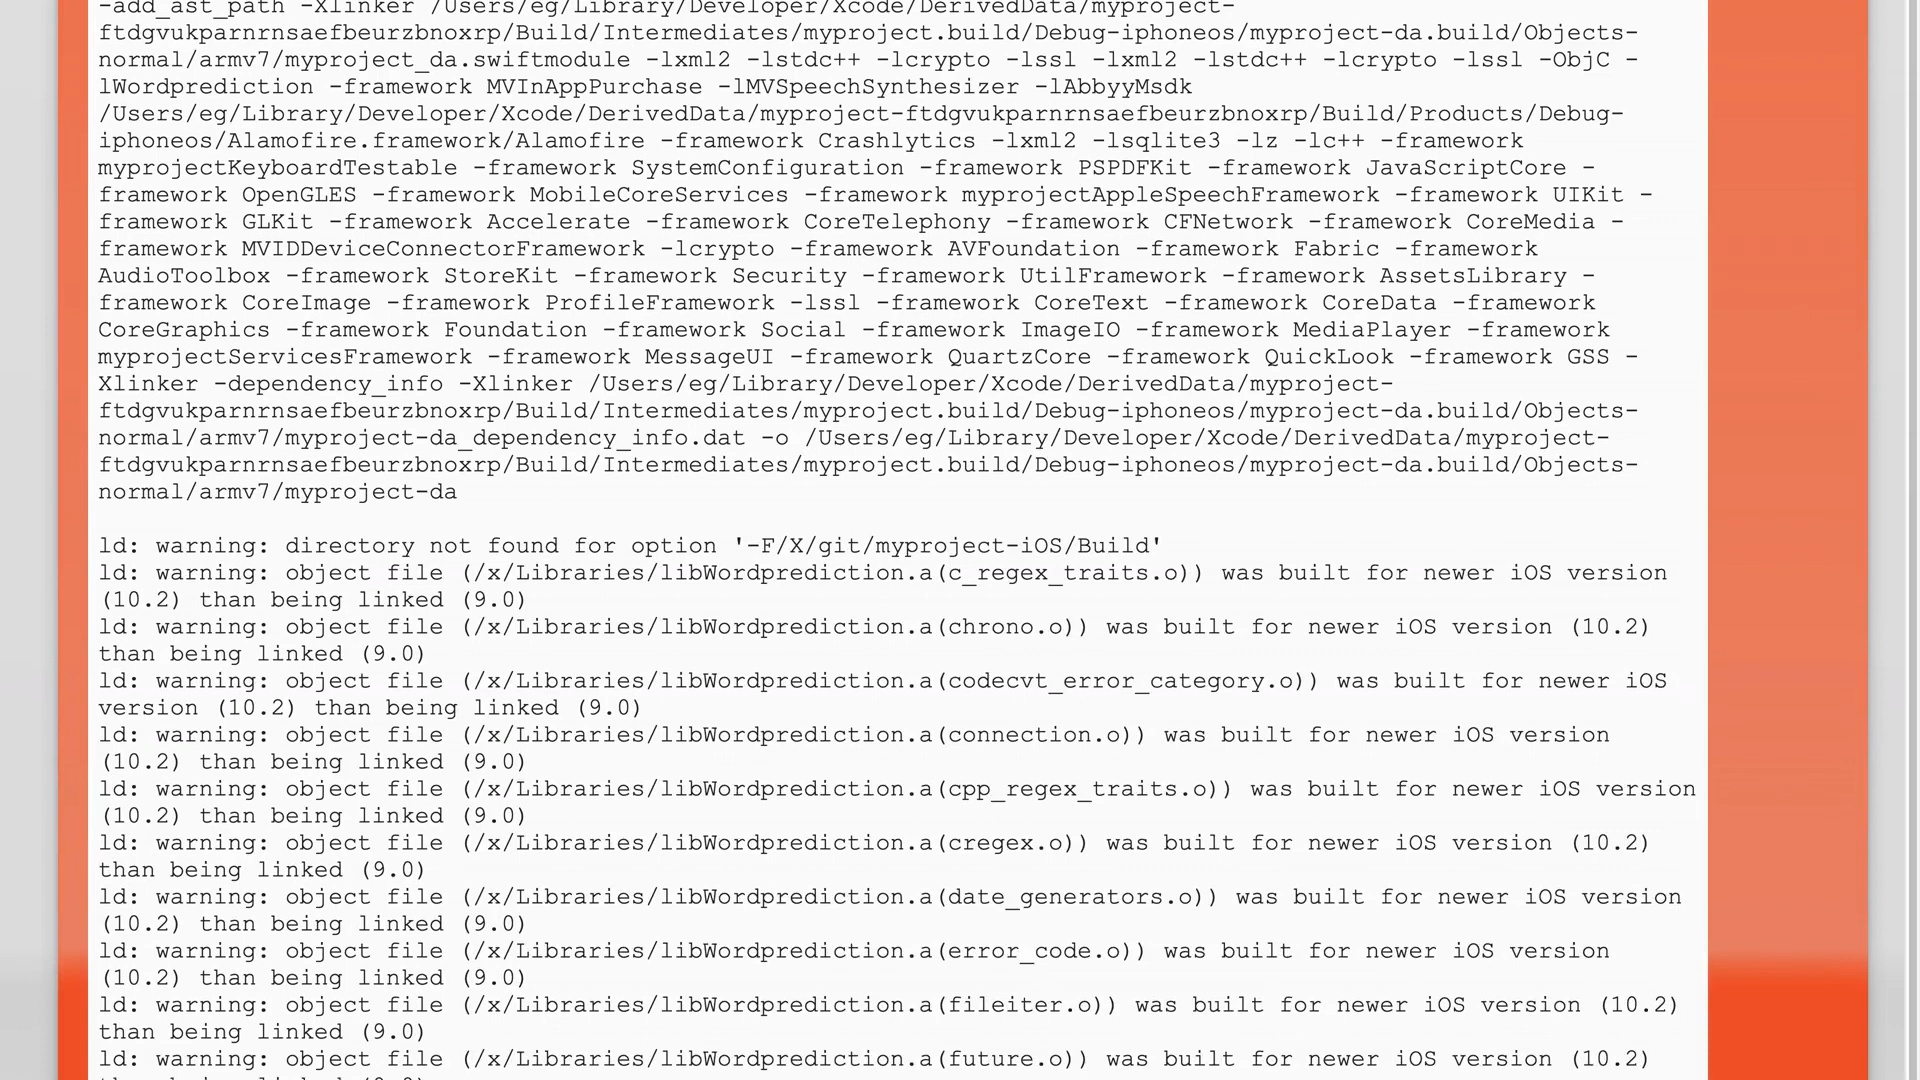 -add_ast_path -Xlinker /Users/eg/Library/Developer/Xcode/DerivedData/myproject-
ftdgvukparnrnsaefbeurzbnoxrp/Build/Intermediates/myproject.build/Debug-iphoneos/myproject-da.build/Objects-
normal/armv7/myproject_da.swiftmodule -lxml2 -lstdc++ -lcrypto -lssl -lxml2 -lstdc++ -lcrypto -lssl -ObjC -
lWordprediction -framework MVInAppPurchase -lMVSpeechSynthesizer -lAbbyyMsdk
/Users/eg/Library/Developer/Xcode/DerivedData/myproject-ftdgvukparnrnsaefbeurzbnoxrp/Build/Products/Debug-
iphoneos/Alamofire.framework/Alamofire -framework Crashlytics -lxml2 -lsqlite3 -lz -lc++ -framework
myprojectKeyboardTestable -framework SystemConfiguration -framework PSPDFKit -framework JavaScriptCore -
framework OpenGLES -framework MobileCoreServices -framework myprojectAppleSpeechFramework -framework UIKit -
framework GLKit -framework Accelerate -framework CoreTelephony -framework CFNetwork -framework CoreMedia -
framework MVIDDeviceConnectorFramework -lcrypto -framework AVFoundation -framework Fabric -framework
AudioToolbox -framework StoreKit -framework Security -framework UtilFramework -framework AssetsLibrary -
framework CoreImage -framework ProfileFramework -lssl -framework CoreText -framework CoreData -framework
CoreGraphics -framework Foundation -framework Social -framework ImageIO -framework MediaPlayer -framework
myprojectServicesFramework -framework MessageUI -framework QuartzCore -framework QuickLook -framework GSS -
Xlinker -dependency_info -Xlinker /Users/eg/Library/Developer/Xcode/DerivedData/myproject-
ftdgvukparnrnsaefbeurzbnoxrp/Build/Intermediates/myproject.build/Debug-iphoneos/myproject-da.build/Objects-
normal/armv7/myproject-da_dependency_info.dat -o /Users/eg/Library/Developer/Xcode/DerivedData/myproject-
ftdgvukparnrnsaefbeurzbnoxrp/Build/Intermediates/myproject.build/Debug-iphoneos/myproject-da.build/Objects-
normal/armv7/myproject-da
ld: warning: directory not found for option '-F/X/git/myproject-iOS/Build'
ld: warning: object file (/x/Libraries/libWordprediction.a(c_regex_traits.o)) was built for newer iOS version
(10.2) than being linked (9.0)
ld: warning: object file (/x/Libraries/libWordprediction.a(chrono.o)) was built for newer iOS version (10.2)
than being linked (9.0)
ld: warning: object file (/x/Libraries/libWordprediction.a(codecvt_error_category.o)) was built for newer iOS
version (10.2) than being linked (9.0)
ld: warning: object file (/x/Libraries/libWordprediction.a(connection.o)) was built for newer iOS version
(10.2) than being linked (9.0)
ld: warning: object file (/x/Libraries/libWordprediction.a(cpp_regex_traits.o)) was built for newer iOS version
(10.2) than being linked (9.0)
ld: warning: object file (/x/Libraries/libWordprediction.a(cregex.o)) was built for newer iOS version (10.2)
than being linked (9.0)
ld: warning: object file (/x/Libraries/libWordprediction.a(date_generators.o)) was built for newer iOS version
(10.2) than being linked (9.0)
ld: warning: object file (/x/Libraries/libWordprediction.a(error_code.o)) was built for newer iOS version
(10.2) than being linked (9.0)
ld: warning: object file (/x/Libraries/libWordprediction.a(fileiter.o)) was built for newer iOS version (10.2)
than being linked (9.0)
ld: warning: object file (/x/Libraries/libWordprediction.a(future.o)) was built for newer iOS version (10.2)